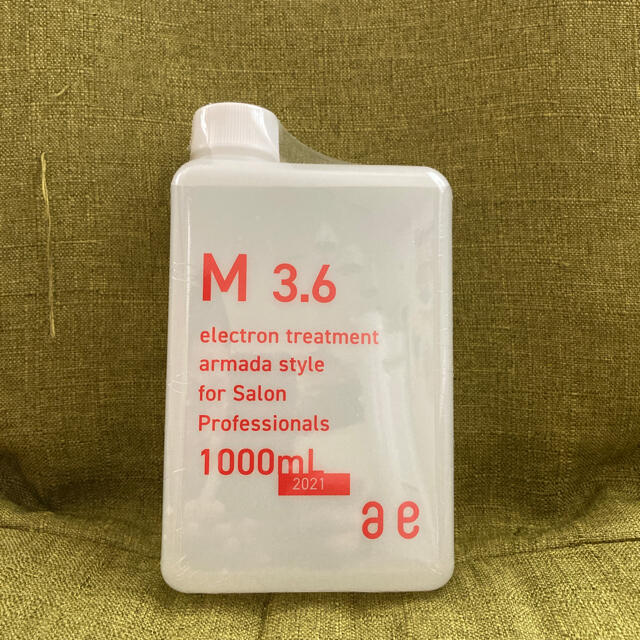 M 3.6
electron treatment
armada style
for Salon
Professionals
1000mL
2021
ae